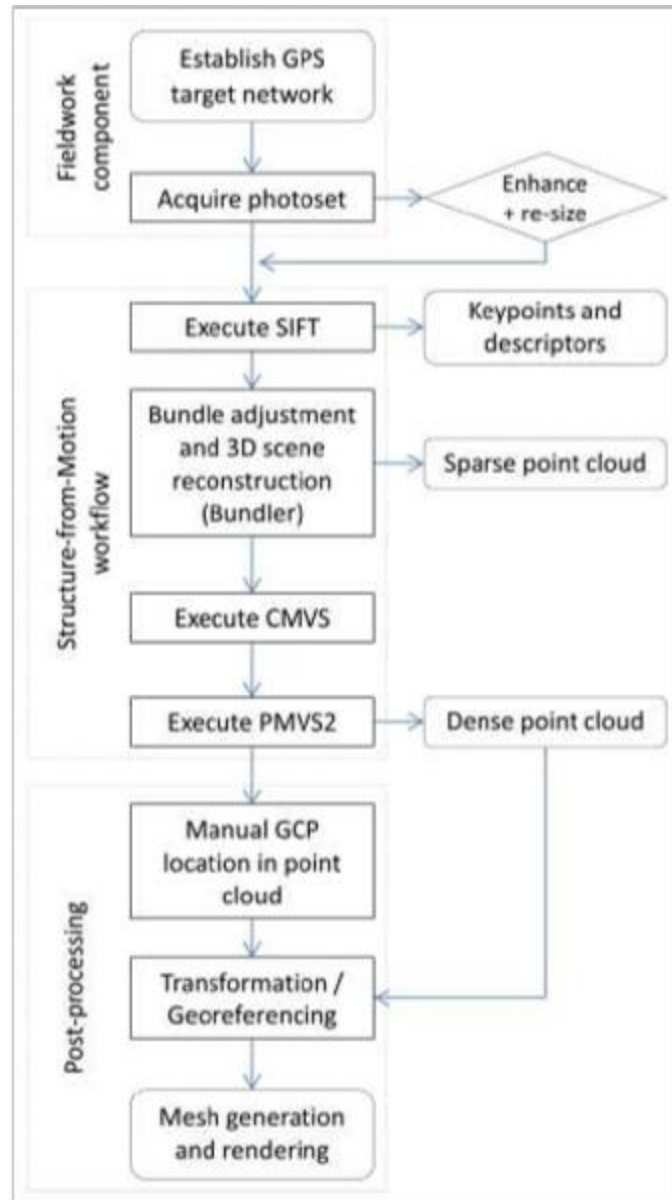 Fieldwork
component
Establish GPS
target network
Acquire photoset
Enhance
+ re-size
Structure-from-Motion
workflow
Execute SIFT
Keypoints and
descriptors
Bundle adjustment
and 3D scene
reconstruction
(Bundler)
Sparse point cloud
Execute CMVS
Execute PMVS2
Dense point cloud
Post-processing
Manual GCP
location in point
cloud
Transformation /
Georeferencing
Mesh generation
and rendering